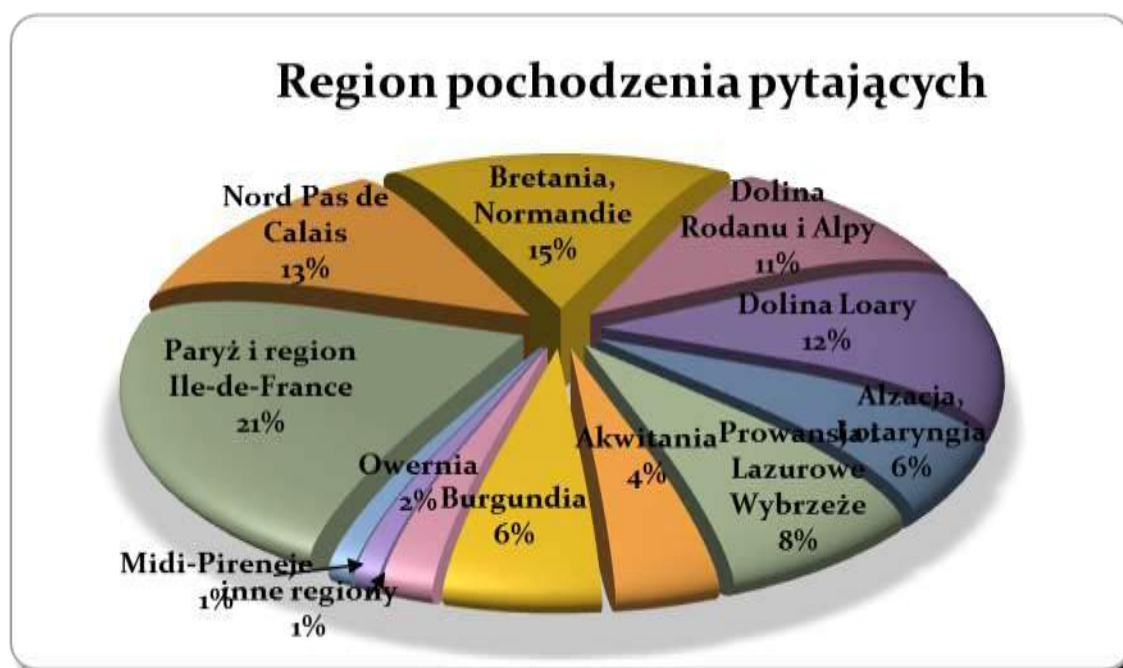 Region pochodzenia pytających
Bretania,
Normandie
15%
Dolina
Rodanu i Alpy
11%
Dolina Loary
12%
Alzacja,
Lotaryngia
6%
Prowansja i
Lazurowe
Wybrzeże
8%
Akwitania
4%
Burgundia
6%
Owernia
2%
inne regiony
1%
Midi-Pireneje
1%
Paryż i region
Ile-de-France
21%
Nord Pas de
Calais
13%